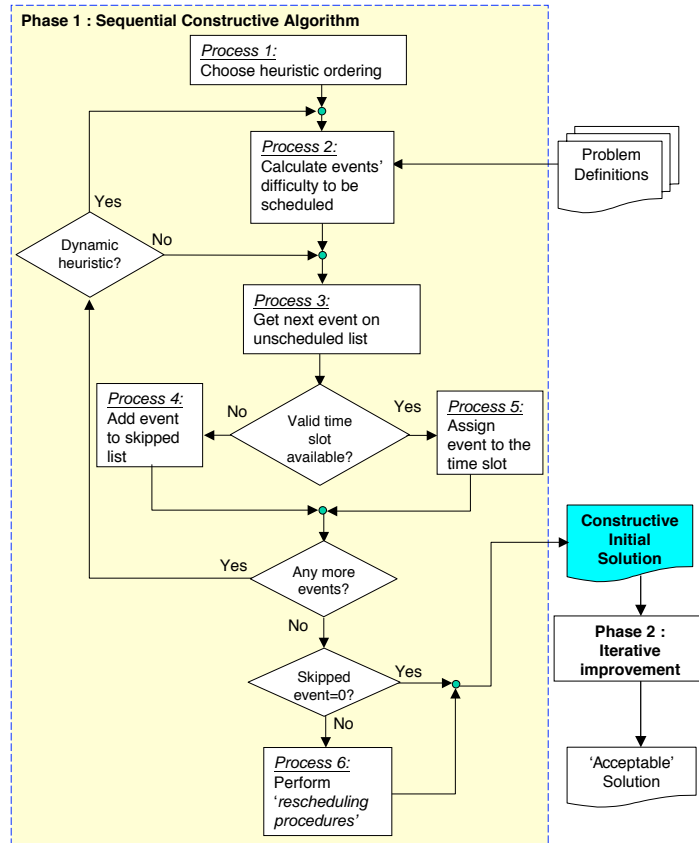 Phase 1 : Sequential Constructive Algorithm
Process 1:
Choose heuristic ordering
Process 2:
Calculate events'
difficulty to be
scheduled
Problem
Definitions
Yes
Dynamic
heuristic?
No
Process 3:
Get next event on
unscheduled list
Process 4:
Add event
to skipped
list
No
Valid time
slot
available?
Yes
Process 5:
Assign
event to the
time slot
Constructive
Initial
Solution
Yes
Any more
events?
No
Phase 2 :
Iterative
improvement
Skipped
event=0?
Yes
No
Process 6:
Perform
‘rescheduling
procedures’
‘Acceptable’
Solution